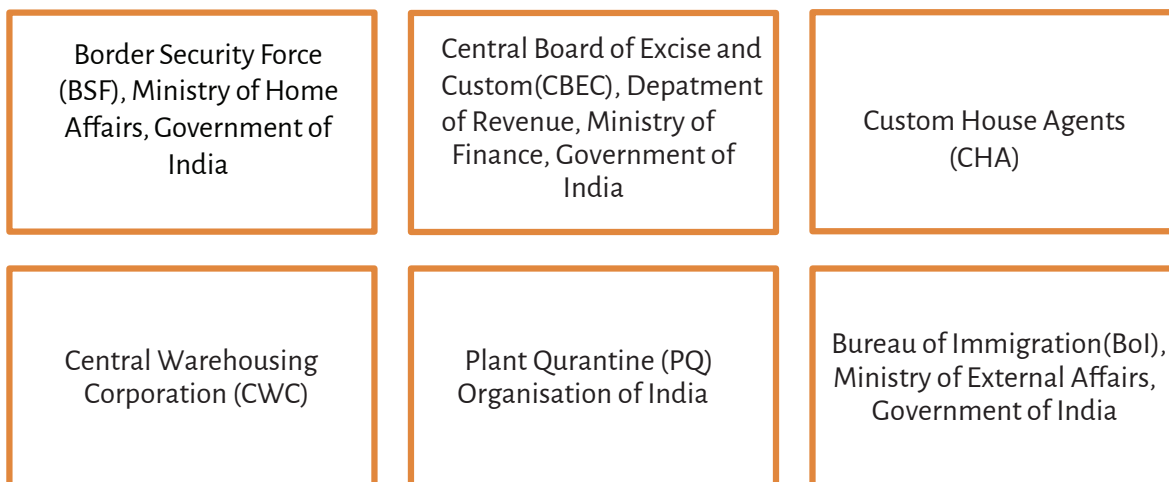 Border Security Force
(BSF), Ministry of Home
Affairs, Government of
India
Central Board of Excise and
Custom(CBEC), Depatment
of Revenue, Ministry of
Finance, Government of
India
Custom House Agents
(CHA)
Central Warehousing
Corporation (CWC)
Plant Qurantine (PQ)
Organisation of India
Bureau of Immigration(BoI),
Ministry of External Affairs,
Government of India